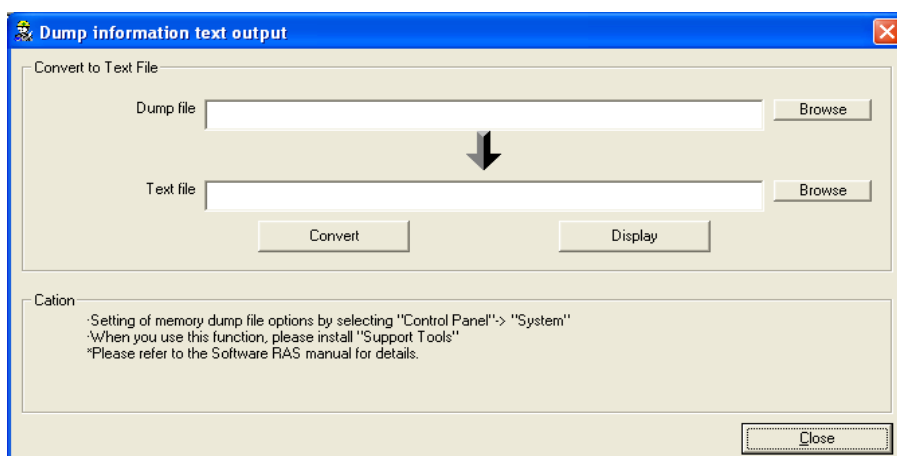 Dump information text output
Convert to Text File
Dump file
Browse
Text file
Browse
Convert Display
Cation
·Setting of memory dump file options by selecting "Control Panel"-> "System"
·When you use this function, please install "Support Tools"
*Please refer to the Software RAS manual for details.
Close